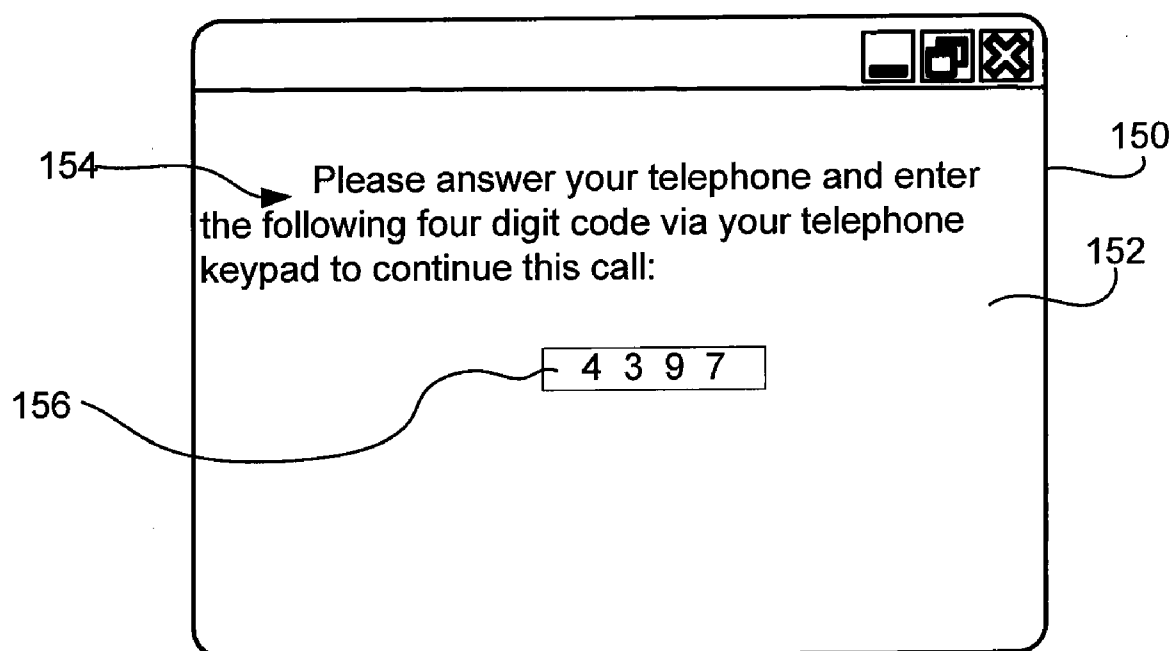 150
154
Please answer your telephone and enter
the following four digit code via your telephone
keypad to continue this call:
152
4 3 9 7
156